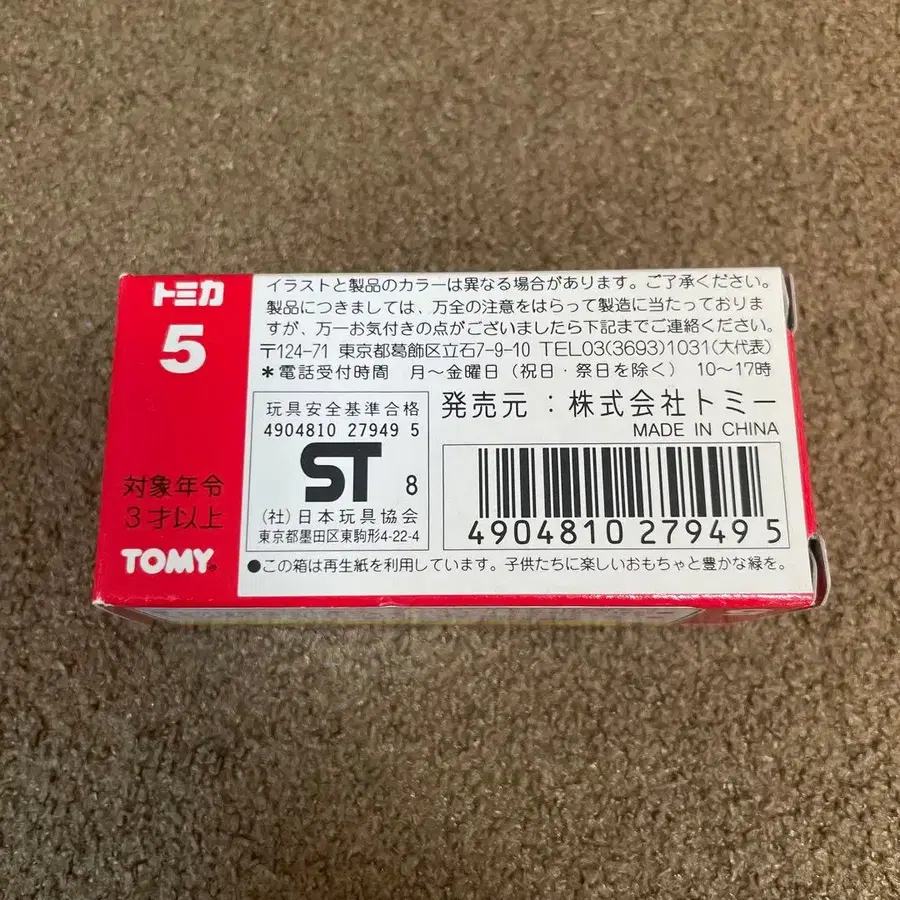 トミカ
5
対象年令
3才以上
TOMY
イラストと製品のカラーは異なる場合があります。ご了承ください。
製品につきましては、万全の注意をはらって製造に当たっておりま
すが、万一お気付きの点がございましたら下記までご連絡ください。
〒124-71 東京都葛飾区立石7-9-10 TEL03(3693)1031(大代表)
*電話受付時間 月～金曜日(祝日・祭日を除く) 10～17時
玩具安全基準合格
4904810 27949 5
ST 8
(社)日本玩具協会
東京都墨田区東駒形4-22-4
発売元:株式会社トミー
MADE IN CHINA
4904810 279495
●この箱は再生紙を利用しています。子供たちに楽しいおもちゃと豊かな緑を。